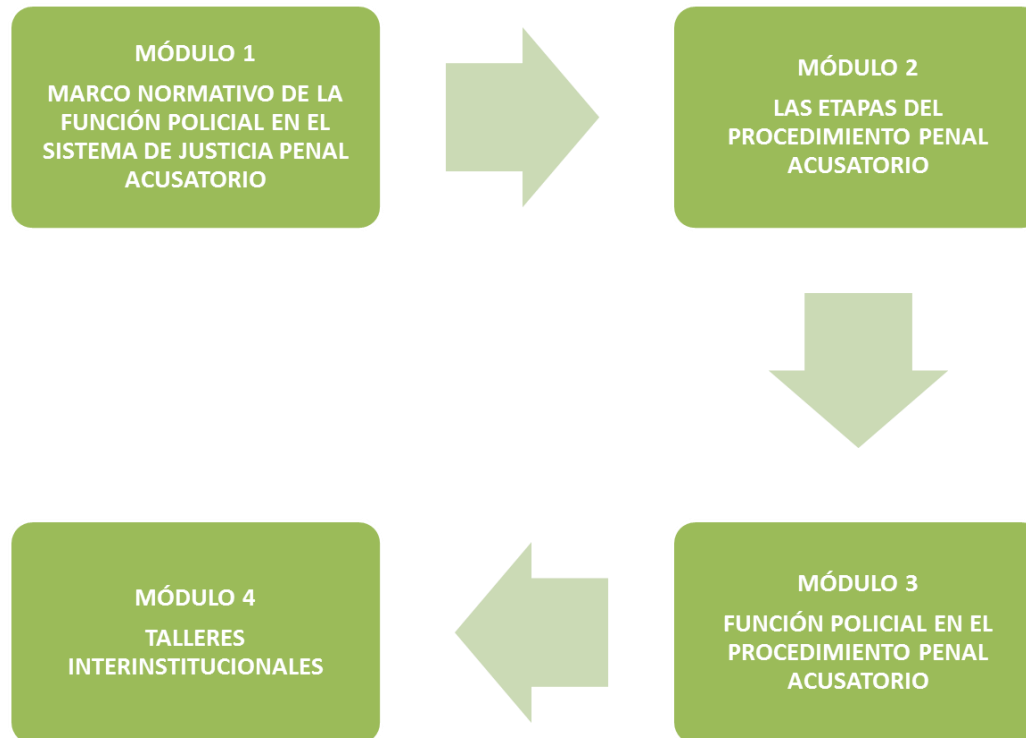 MÓDULO 1
MARCO NORMATIVO DE LA
FUNCIÓN POLICIAL EN EL
SISTEMA DE JUSTICIA PENAL
ACUSATORIO
MÓDULO 2
LAS ETAPAS DEL
PROCEDIMIENTO PENAL
ACUSATORIO
MÓDULO 3
FUNCIÓN POLICIAL EN EL
PROCEDIMIENTO PENAL
ACUSATORIO
MÓDULO 4
TALLERES
INTERINSTITUCIONALES